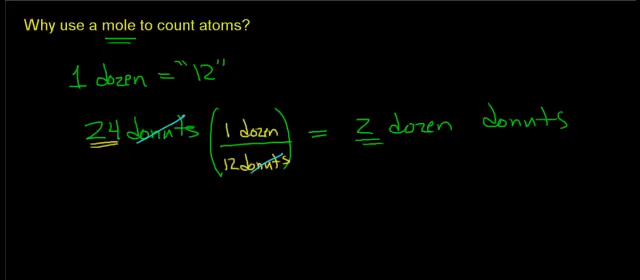 Why use a mole to count atoms?
1 dozen = "12"
24 donuts (1 dozen / 12 donuts) = 2 dozen donuts